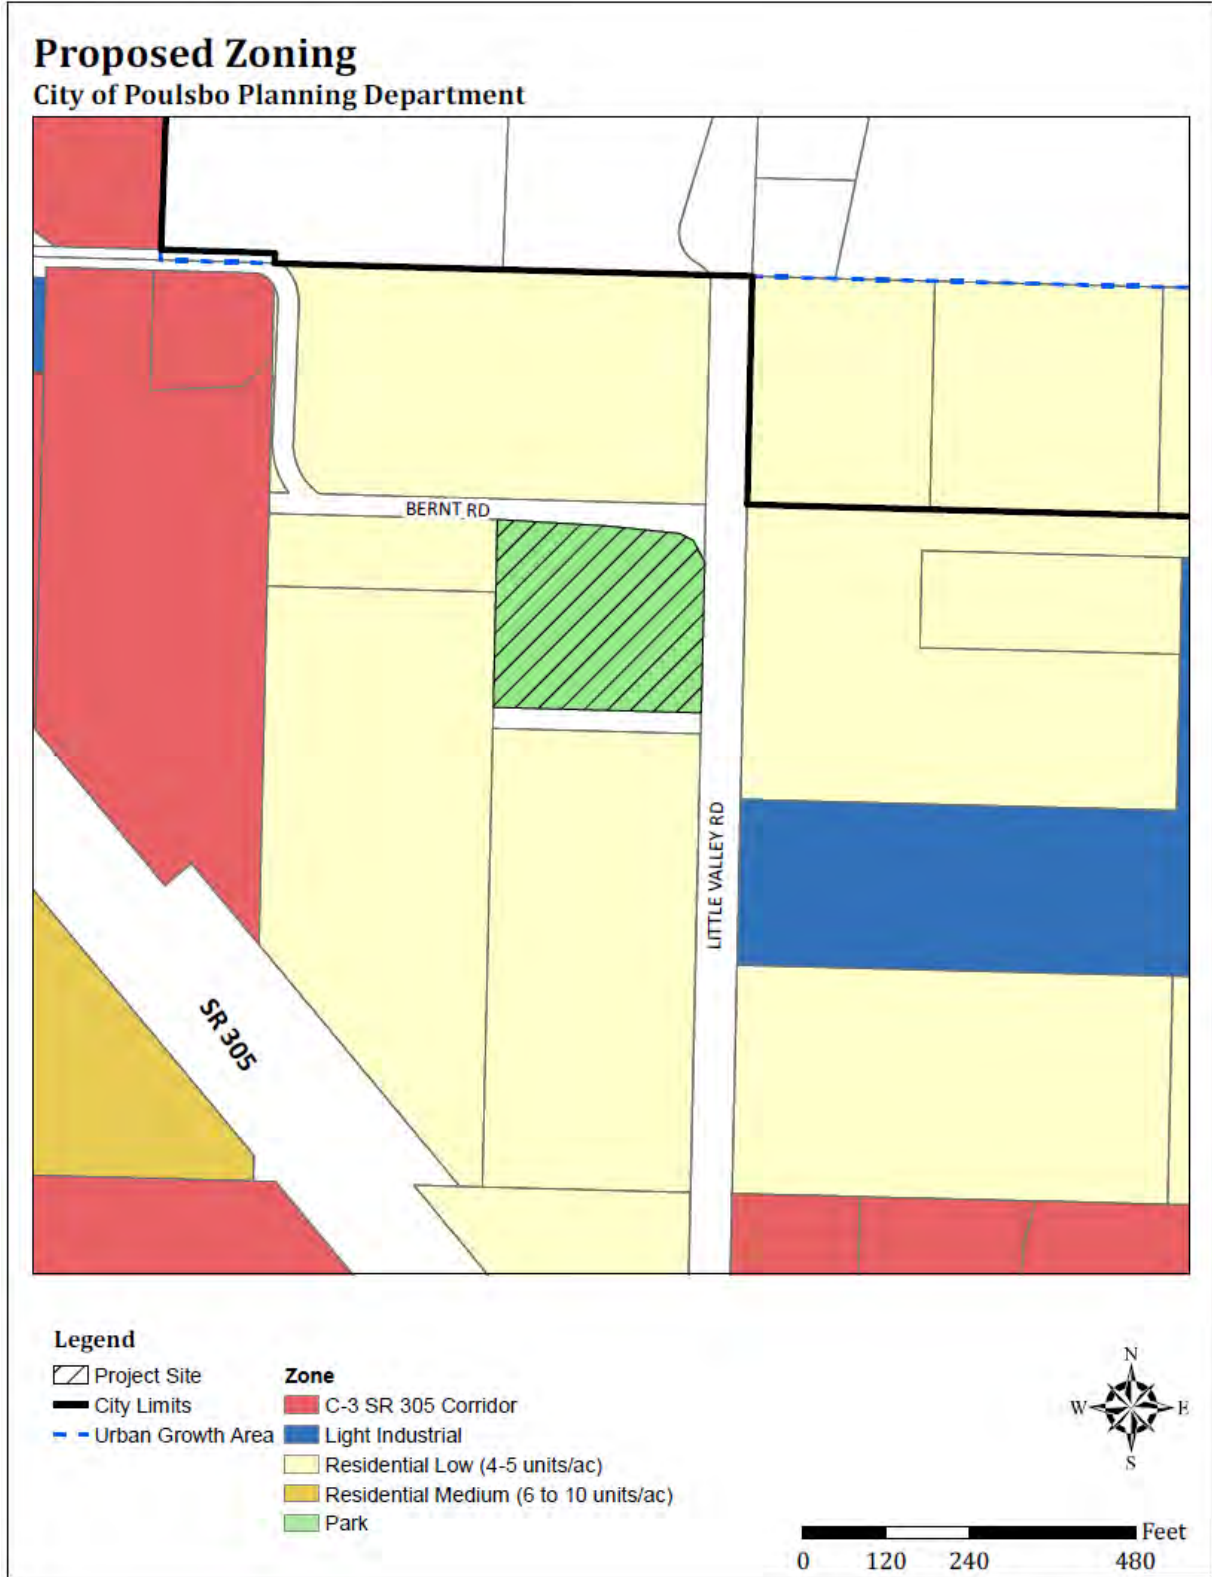 Proposed Zoning
City of Poulsbo Planning Department
BERNT RD
LITTLE VALLEY RD
SR 305
Legend
Project Site
City Limits
Urban Growth Area
Zone
C-3 SR 305 Corridor
Light Industrial
Residential Low (4-5 units/ac)
Residential Medium (6 to 10 units/ac)
Park
N
W E
S
Feet
0 120 240 480